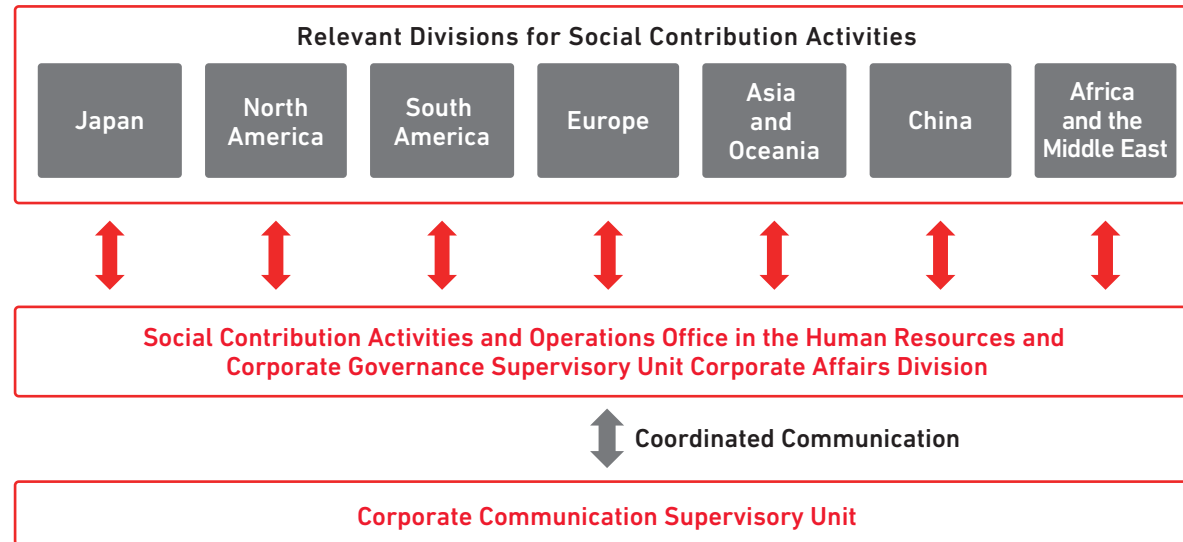 Relevant Divisions for Social Contribution Activities
Japan
North
America
South
America
Europe
Asia
and
Oceania
China
Africa
and the
Middle East
Social Contribution Activities and Operations Office in the Human Resources and
Corporate Governance Supervisory Unit Corporate Affairs Division
Coordinated Communication
Corporate Communication Supervisory Unit